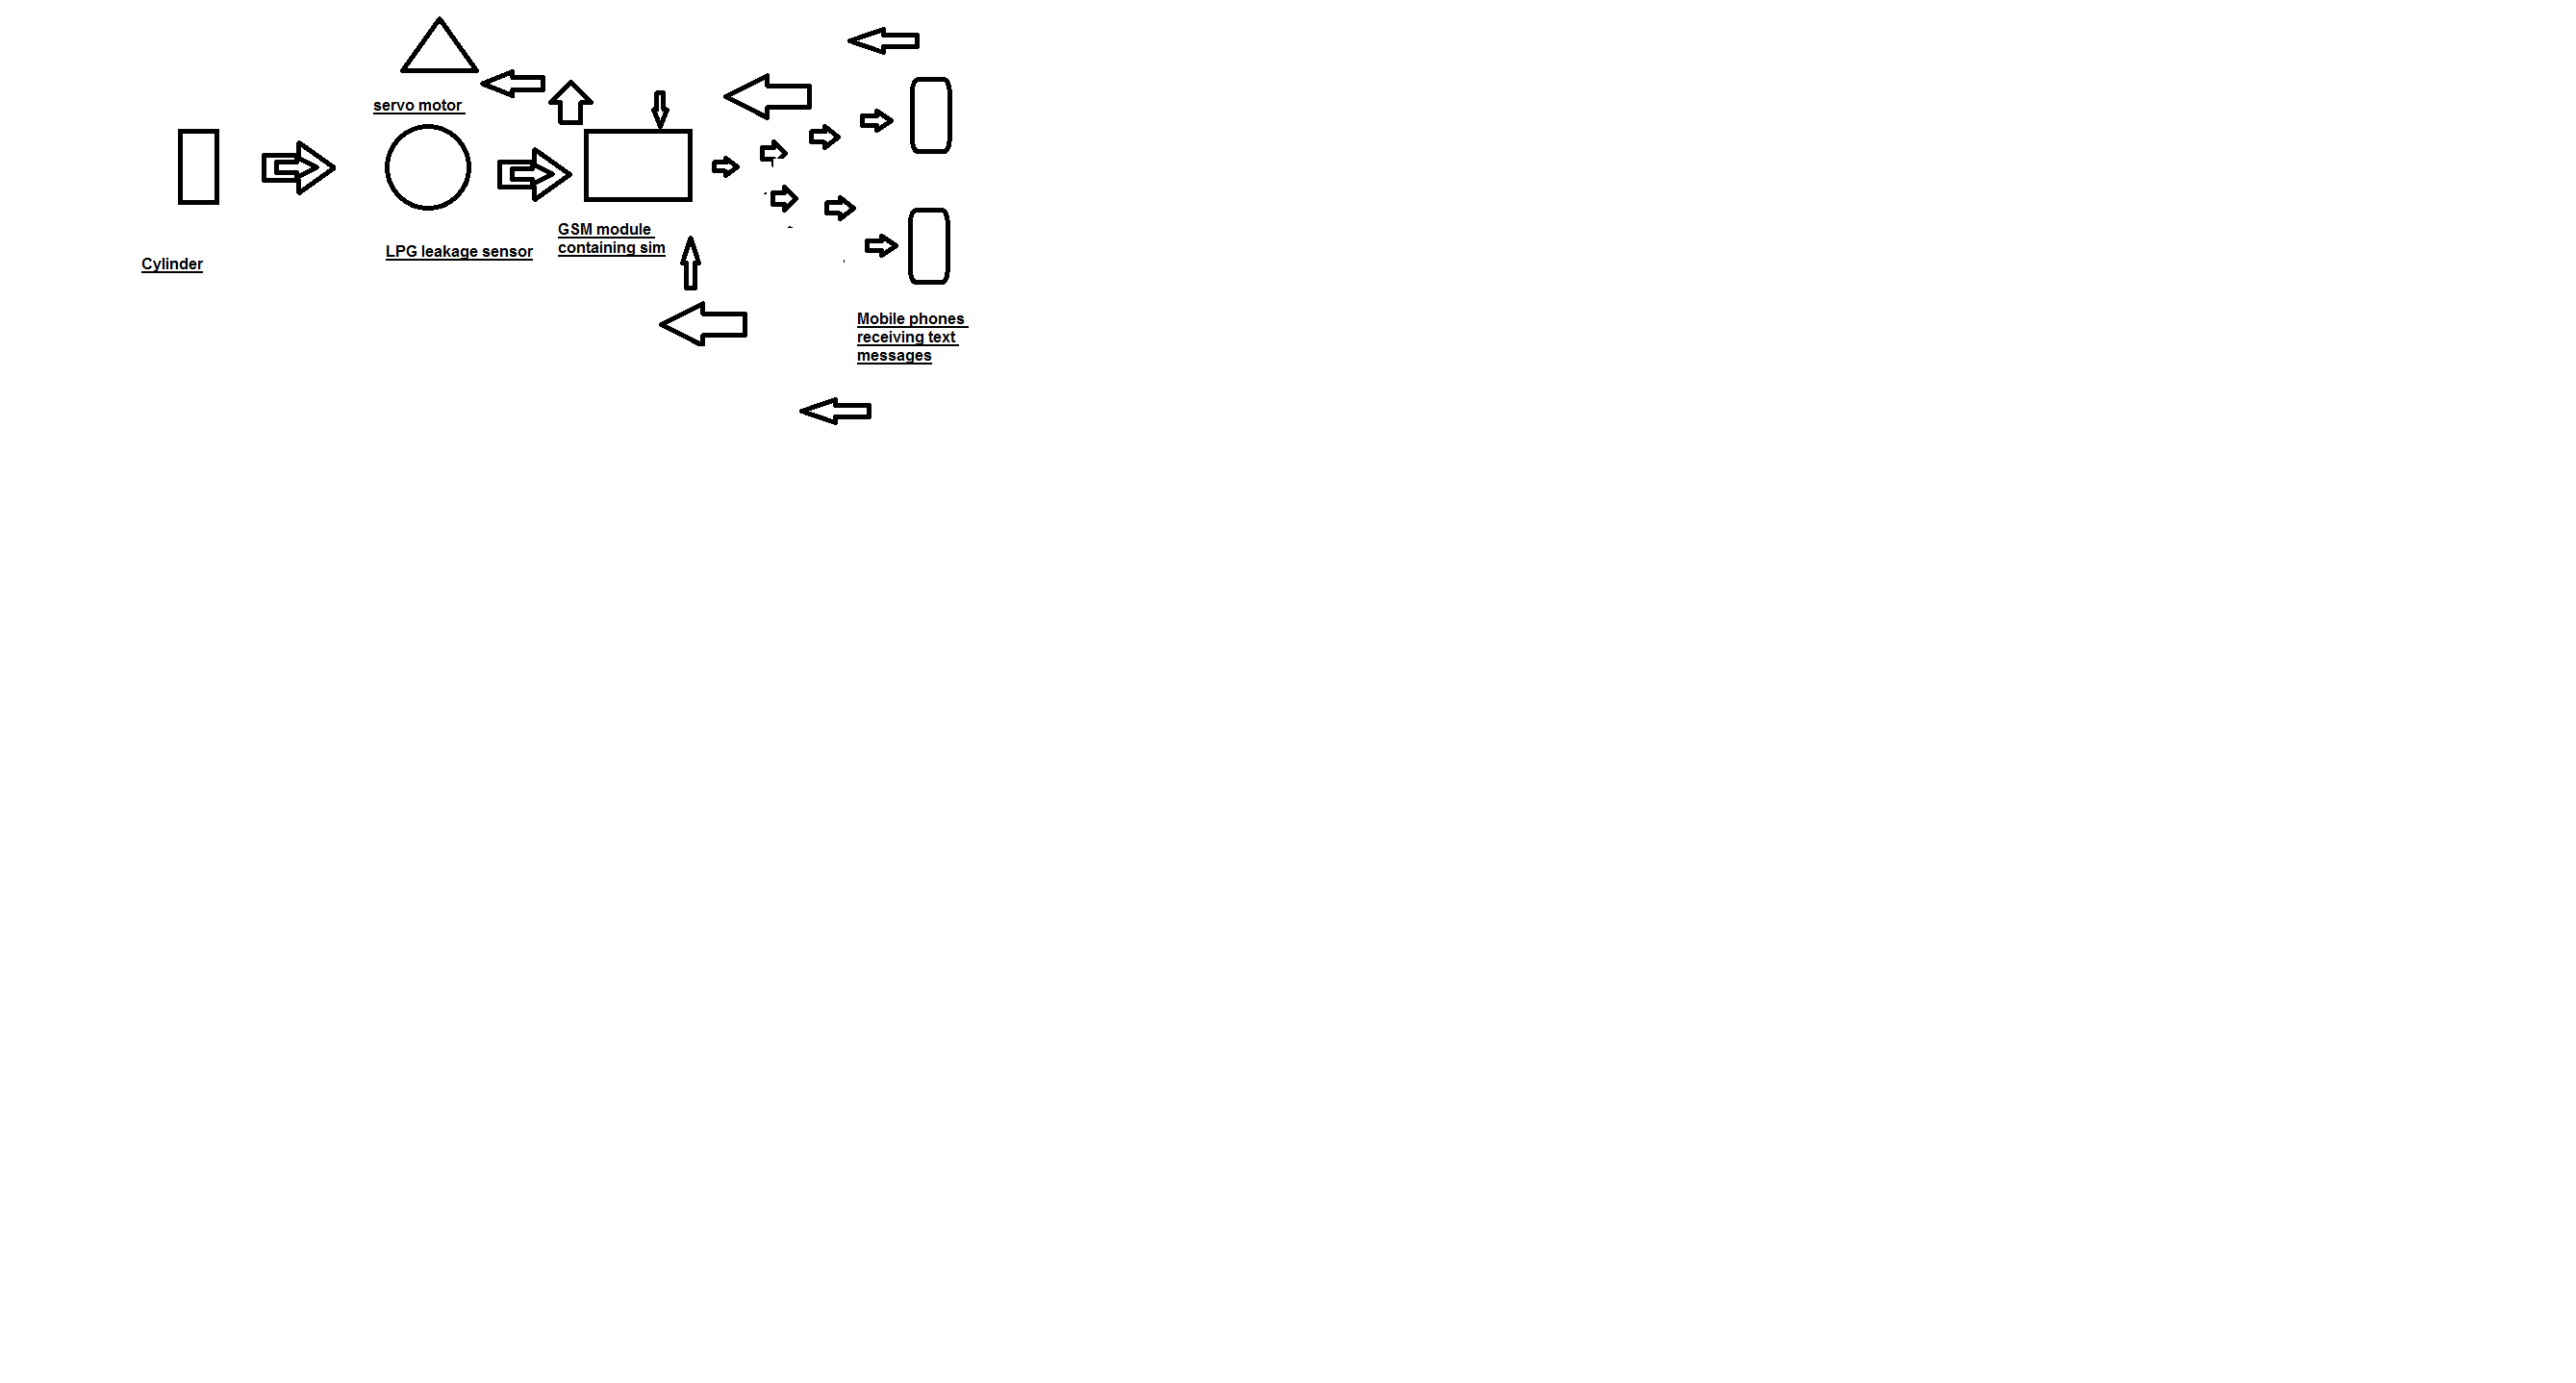 servo motor
Cylinder
LPG leakage sensor
GSM module
containing sim
Mobile phones
receiving text
messages